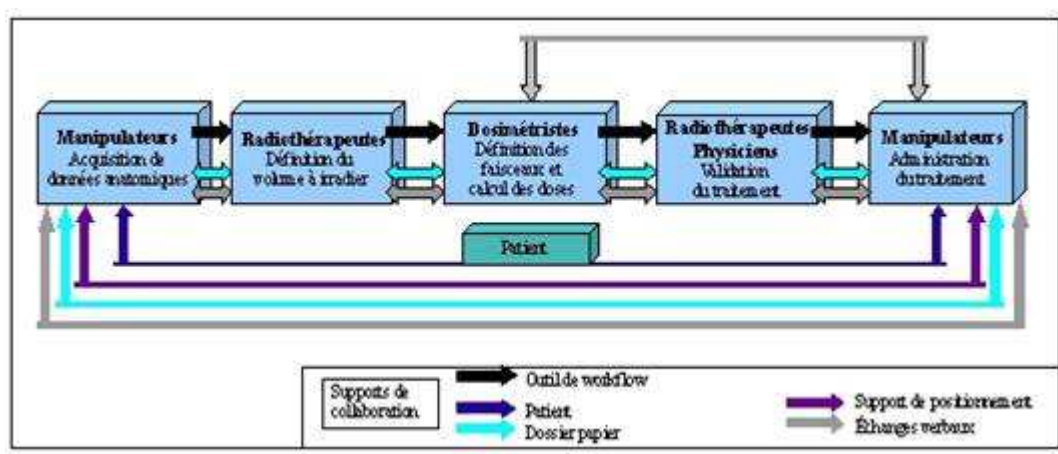 Manipulateurs
Acquisition de
données anatomiques
Radiothérapeutes
Définition du
volume à irradier
Dosimétristes
Définition des
faisceaux et
calcul des doses
Radiothérapeutes
Physiciens
Validation
du traitement
Manipulateurs
Administration
du traitement
Patient
Supports de
collaboration
Outil de workflow
Patient
Dossier papier
Support de positionnement
Échanges verbaux